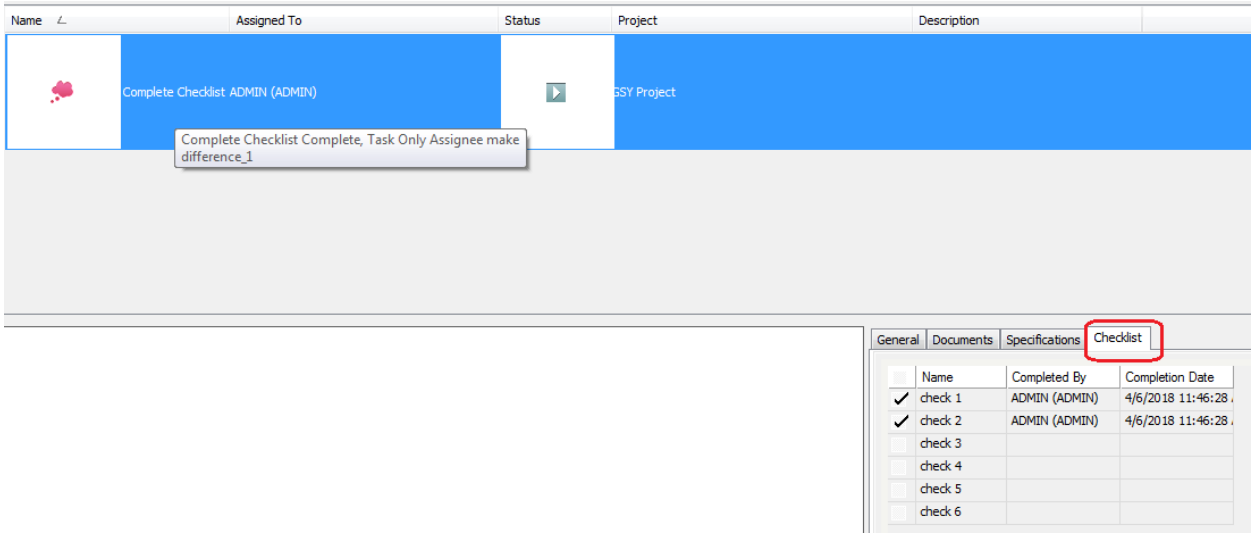 Name Assigned To Status Project Description
Complete Checklist ADMIN (ADMIN) GSY Project
Complete Checklist Complete, Task Only Assignee make
difference_1
General Documents Specifications Checklist
Name Completed By Completion Date
check 1 ADMIN (ADMIN) 4/6/2018 11:46:28
check 2 ADMIN (ADMIN) 4/6/2018 11:46:28
check 3
check 4
check 5
check 6